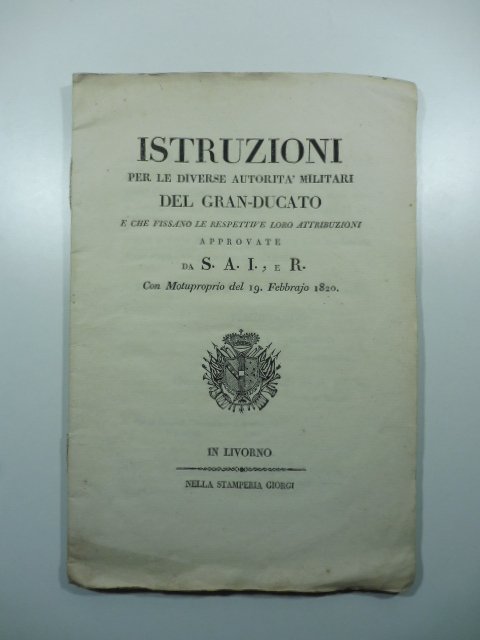 ISTRUZIONI
PER LE DIVERSE AUTORITA' MILITARI
DEL GRAN-DUCATO
E CHE FISSANO LE RESPETTIVE LORO ATTRIBUZIONI
APPROVATE
DA S. A. I., E R.
Con Motuproprio del 19. Febbrajo 1820.
IN LIVORNO
NELLA STAMPERIA GIORGI